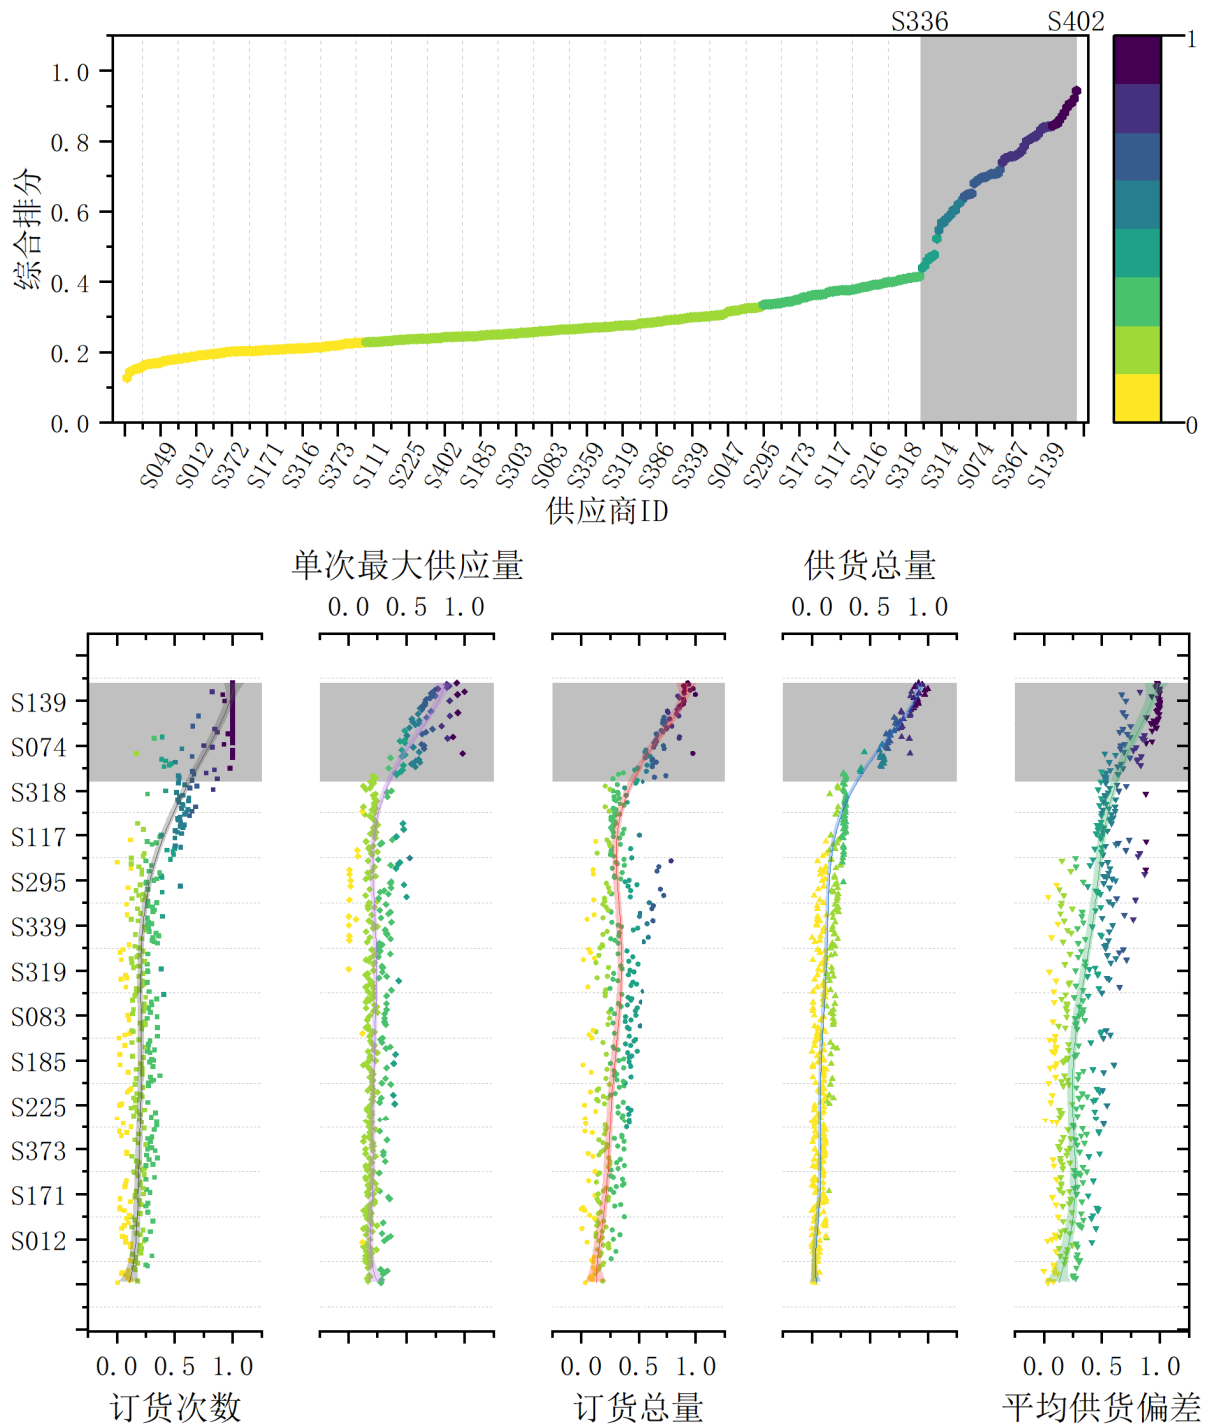 S336 S402
1.0
0.8
0.6
0.4
0.2
0.0
综合排分
1
0
S049 S012 S372 S171 S316 S373 S111 S225 S402 S185 S303 S083 S359 S319 S386 S339 S047 S295 S173 S117 S216 S318 S314 S074 S367 S139
供应商ID
单次最大供应量 供货总量
0.0 0.5 1.0 0.0 0.5 1.0
S139
S074
S318
S117
S295
S339
S319
S083
S185
S225
S373
S171
S012
0.0 0.5 1.0 0.0 0.5 1.0 0.0 0.5 1.0
订货次数 订货总量 平均供货偏差